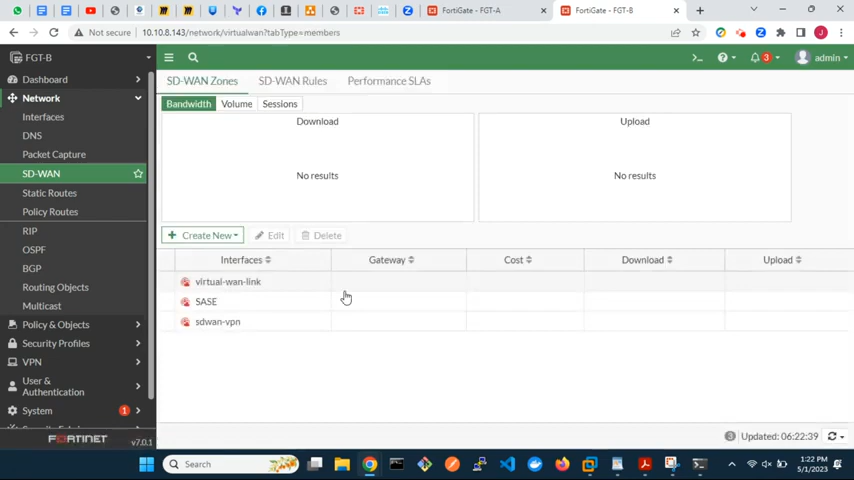 FortiGate - FGT-A
FortiGate - FGT-B
Not secure
10.10.8.143/network/virtualwan?tabType=members
J
FGT-B
>_
3
admin
Dashboard
Network
Interfaces
DNS
Packet Capture
SD-WAN
Static Routes
Policy Routes
RIP
OSPF
BGP
Routing Objects
Multicast
Policy & Objects
Security Profiles
VPN
User &
Authentication
System
1
FORTINET
v7.0.1
SD-WAN Zones
SD-WAN Rules
Performance SLAs
Bandwidth
Volume
Sessions
Download
Upload
No results
No results
Create New
Edit
Delete
Interfaces
Gateway
Cost
Download
Upload
virtual-wan-link
SASE
sdwan-vpn
3
Updated: 06:22:39
Search
1:22 PM
5/1/2023